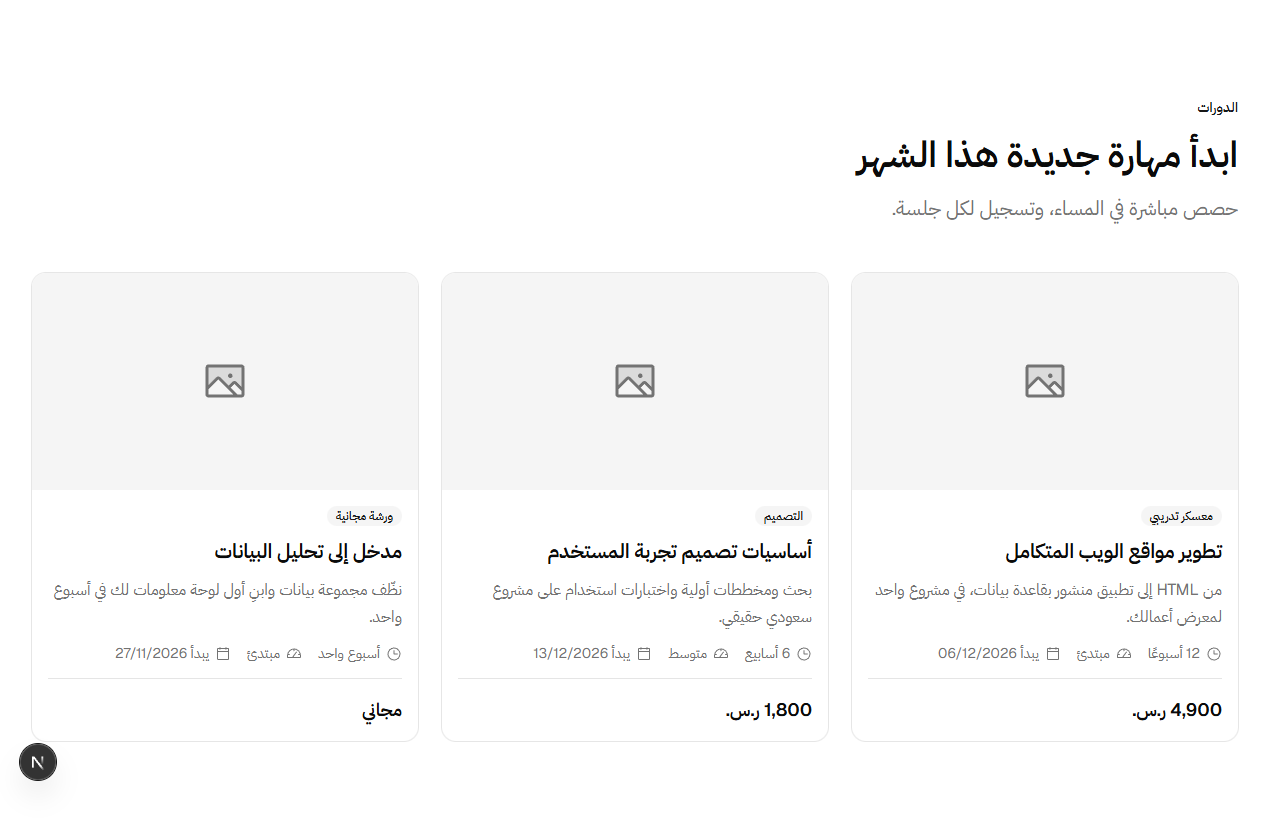 الدورات
ابدأ مهارة جديدة هذا الشهر
حصص مباشرة في المساء، وتسجيل لكل جلسة.
معسكر تدريبي
تطوير مواقع الويب المتكامل
من HTML إلى تطبيق منشور بقاعدة بيانات، في مشروع واحد
لمعرض أعمالك.
12 أسبوعًا
مبتدئ
يبدأ 06/12/2026
4,900 ر.س.
التصميم
أساسيات تصميم تجربة المستخدم
بحث ومخططات أولية واختبارات استخدام على مشروع
سعودي حقيقي.
6 أسابيع
متوسط
يبدأ 13/12/2026
1,800 ر.س.
ورشة مجانية
مدخل إلى تحليل البيانات
نظّف مجموعة بيانات وابنِ أول لوحة معلومات لك في أسبوع
واحد.
أسبوع واحد
مبتدئ
يبدأ 27/11/2026
مجاني
N